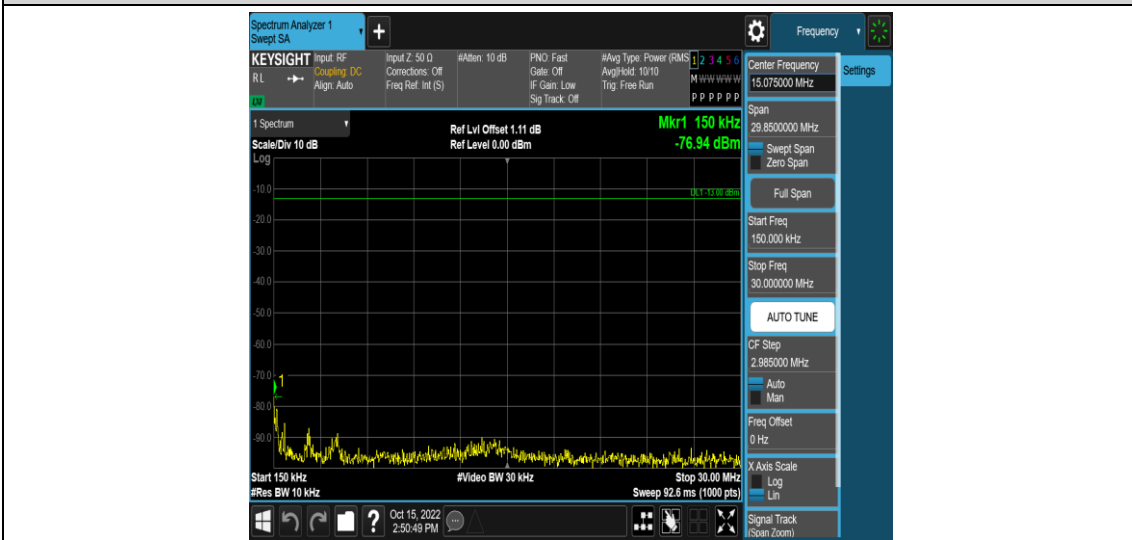 Spectrum Analyzer 1
Swept SA
+
Frequency
KEYSIGHT
RL
LXI
Input: RF
Coupling: DC
Align: Auto
Input Z: 50 Ω
Corrections: Off
Freq Ref: Int (S)
#Atten: 10 dB
PNO: Fast
Gate: Off
IF Gain: Low
Sig Track: Off
#Avg Type: Power (RMS
Avg|Hold: 10/10
Trig: Free Run
1 2 3 4 5 6
M W W W W W
P P P P P P
1 Spectrum
Scale/Div 10 dB
Log
Ref Lvl Offset 1.11 dB
Ref Level 0.00 dBm
Mkr1 150 kHz
-76.94 dBm
DL1 -13.00 dBm
-10.0
-20.0
-30.0
-40.0
-50.0
-60.0
-70.0
1
-80.0
-90.0
Start 150 kHz
#Res BW 10 kHz
#Video BW 30 kHz
Stop 30.00 MHz
Sweep 92.6 ms (1000 pts)
?
Oct 15, 2022
2:50:49 PM
Center Frequency
15.075000 MHz
Settings
Span
29.8500000 MHz
Swept Span
Zero Span
Full Span
Start Freq
150.000 kHz
Stop Freq
30.000000 MHz
AUTO TUNE
CF Step
2.985000 MHz
Auto
Man
Freq Offset
0 Hz
X Axis Scale
Log
Lin
Signal Track
(Span Zoom)